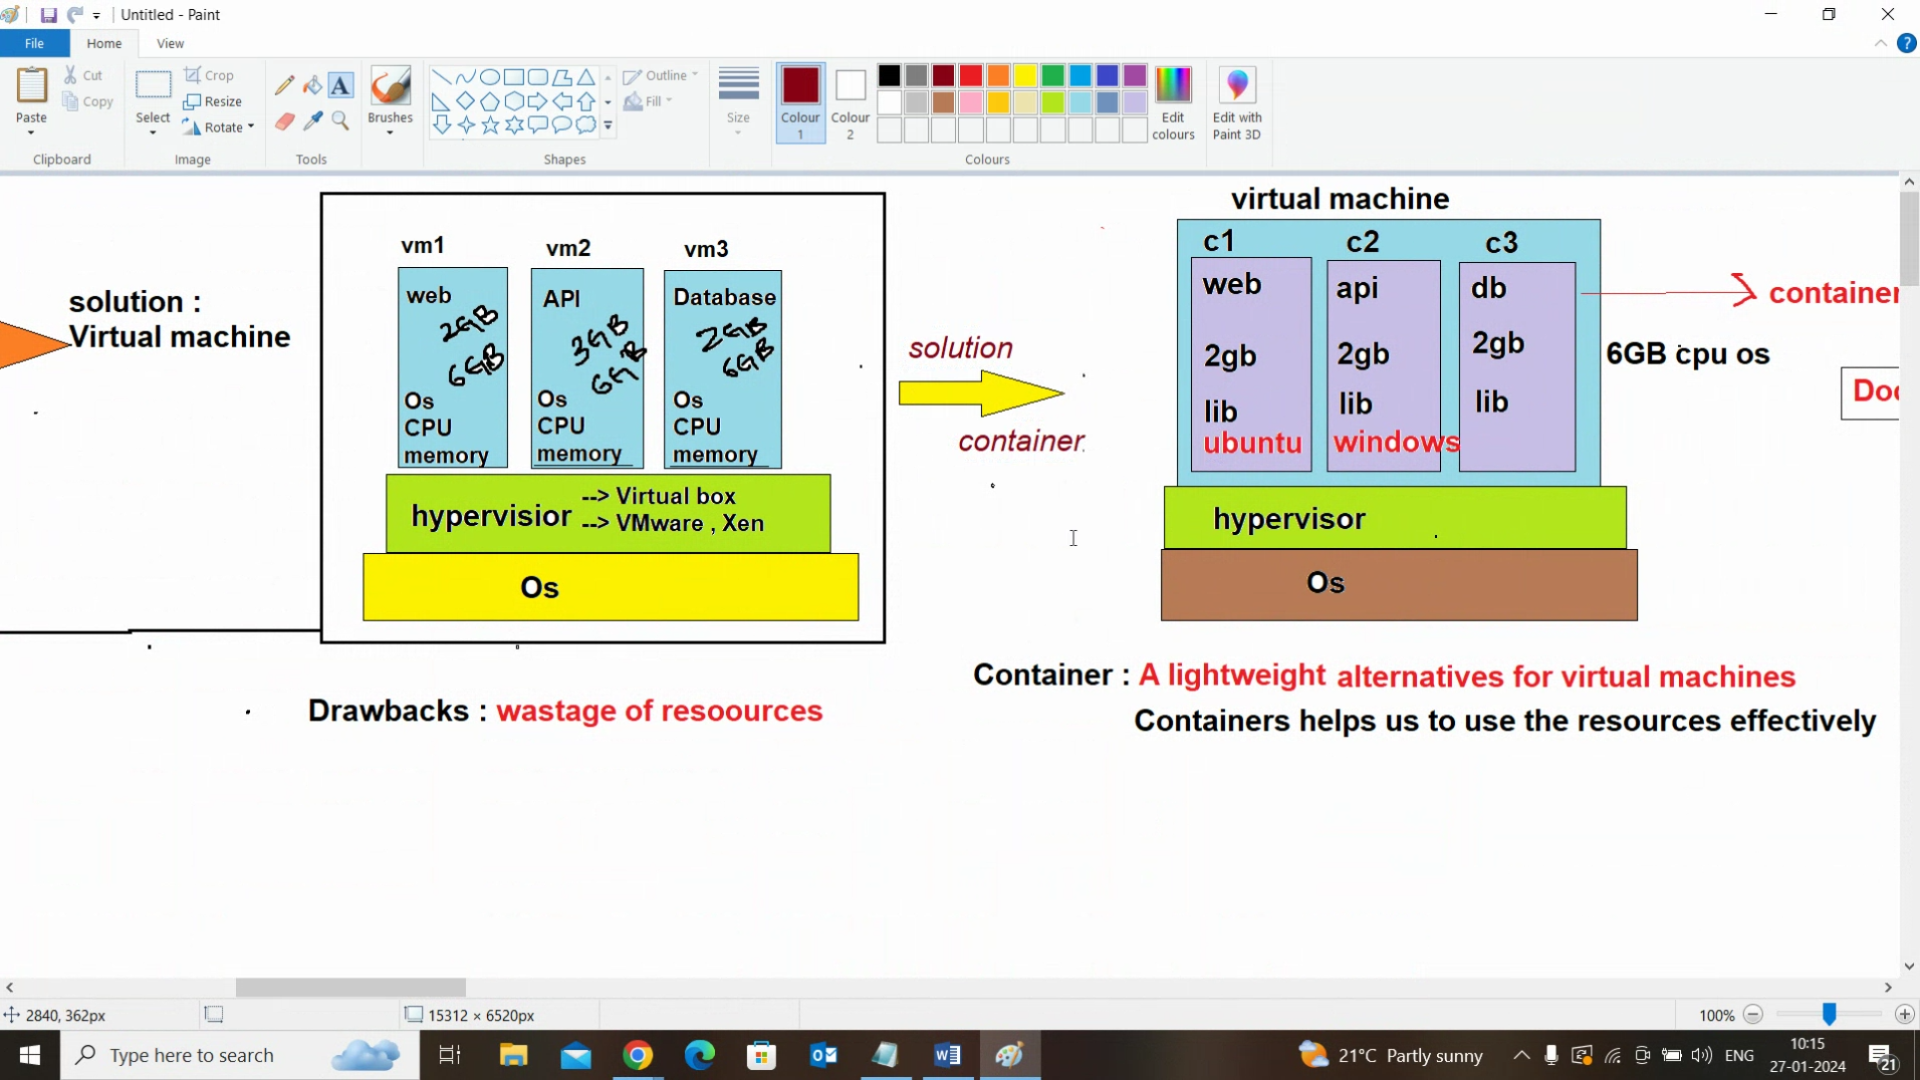 Untitled - Paint
File Home View
Paste
Cut
Copy
Clipboard
Select
Crop
Resize
Rotate
Image
Tools
Brushes
Shapes
Outline
Fill
Size
Colour 1
Colour 2
Colours
Edit colours
Edit with Paint 3D
solution :
Virtual machine
vm1
web
2GB
6GB
Os
CPU
memory
vm2
API
3GB
6GB
Os
CPU
memory
vm3
Database
2GB
6GB
Os
CPU
memory
hypervisior
--> Virtual box
--> VMware , Xen
Os
Drawbacks : wastage of resoources
solution
container
virtual machine
c1
web
2gb
lib
ubuntu
c2
api
2gb
lib
windows
c3
db
2gb
lib
container
6GB cpu os
Doc
hypervisor
Os
Container : A lightweight alternatives for virtual machines
Containers helps us to use the resources effectively
2840, 362px
15312 × 6520px
100%
Type here to search
21°C Partly sunny
ENG
10:15
27-01-2024
21